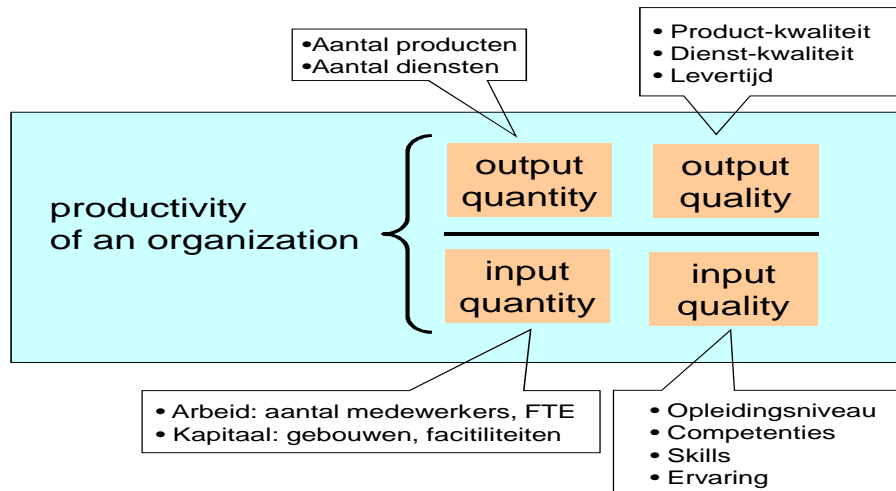 •Aantal producten
•Aantal diensten
• Product-kwaliteit
• Dienst-kwaliteit
• Levertijd
productivity
of an organization
output
quantity
output
quality
input
quantity
input
quality
• Arbeid: aantal medewerkers, FTE
• Kapitaal: gebouwen, facitiliteiten
• Opleidingsniveau
• Competenties
• Skills
• Ervaring